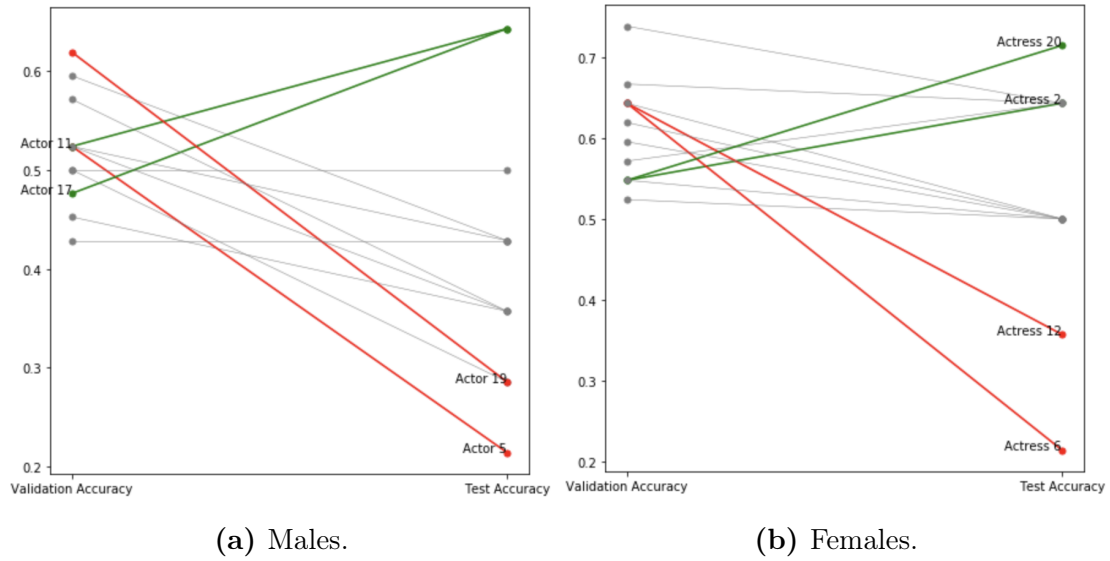 0.6
Actor 11
0.5
Actor 17
0.4
0.3
Actor 19
Actor 5
0.2
Validation Accuracy
Test Accuracy
(a) Males.
Actress 20
0.7
Actress 2
0.6
0.5
0.4
Actress 12
0.3
Actress 6
0.2
Validation Accuracy
Test Accuracy
(b) Females.